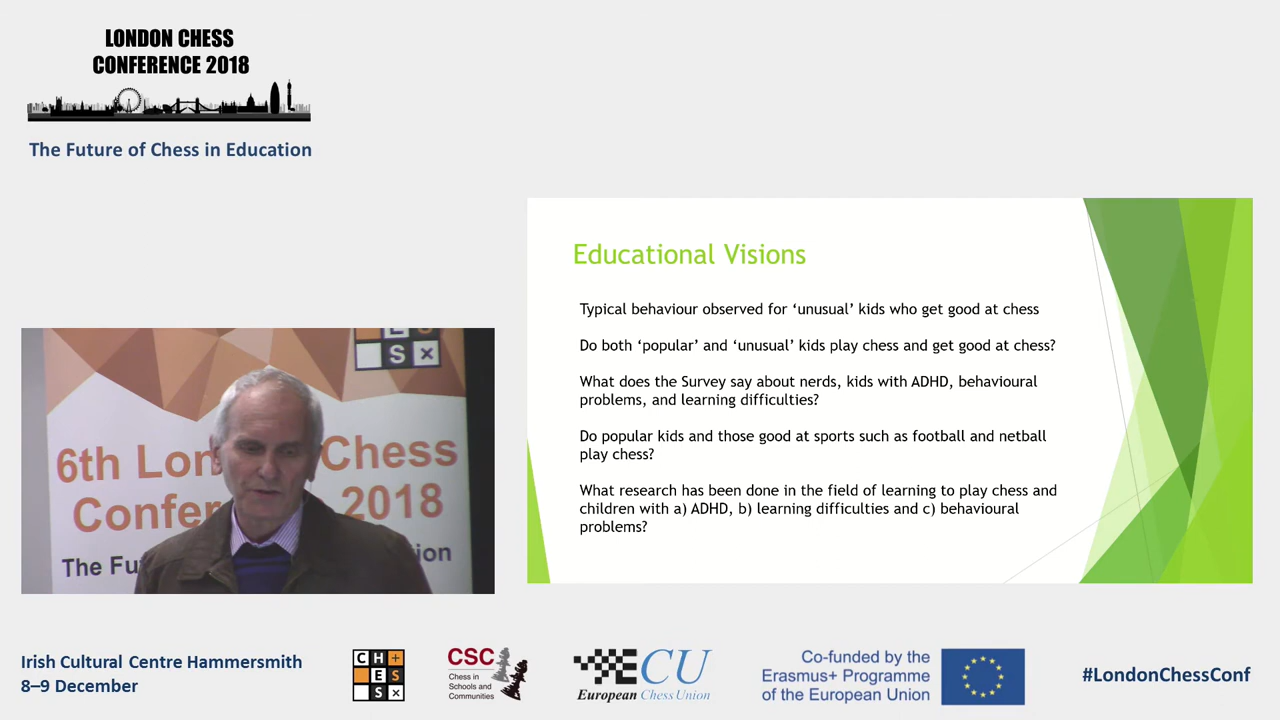 LONDON CHESS
CONFERENCE 2018
The Future of Chess in Education
Educational Visions
Typical behaviour observed for ‘unusual’ kids who get good at chess
Do both ‘popular’ and ‘unusual’ kids play chess and get good at chess?
What does the Survey say about nerds, kids with ADHD, behavioural
problems, and learning difficulties?
Do popular kids and those good at sports such as football and netball
play chess?
What research has been done in the field of learning to play chess and
children with a) ADHD, b) learning difficulties and c) behavioural
problems?
S x
6th Lon Chess
Confer 2018
The Fu ion
Irish Cultural Centre Hammersmith
8–9 December
C H +
E S
S x
CSC
Chess in
Schools and
Communities
ECU
European Chess Union
Co-funded by the
Erasmus+ Programme
of the European Union
#LondonChessConf